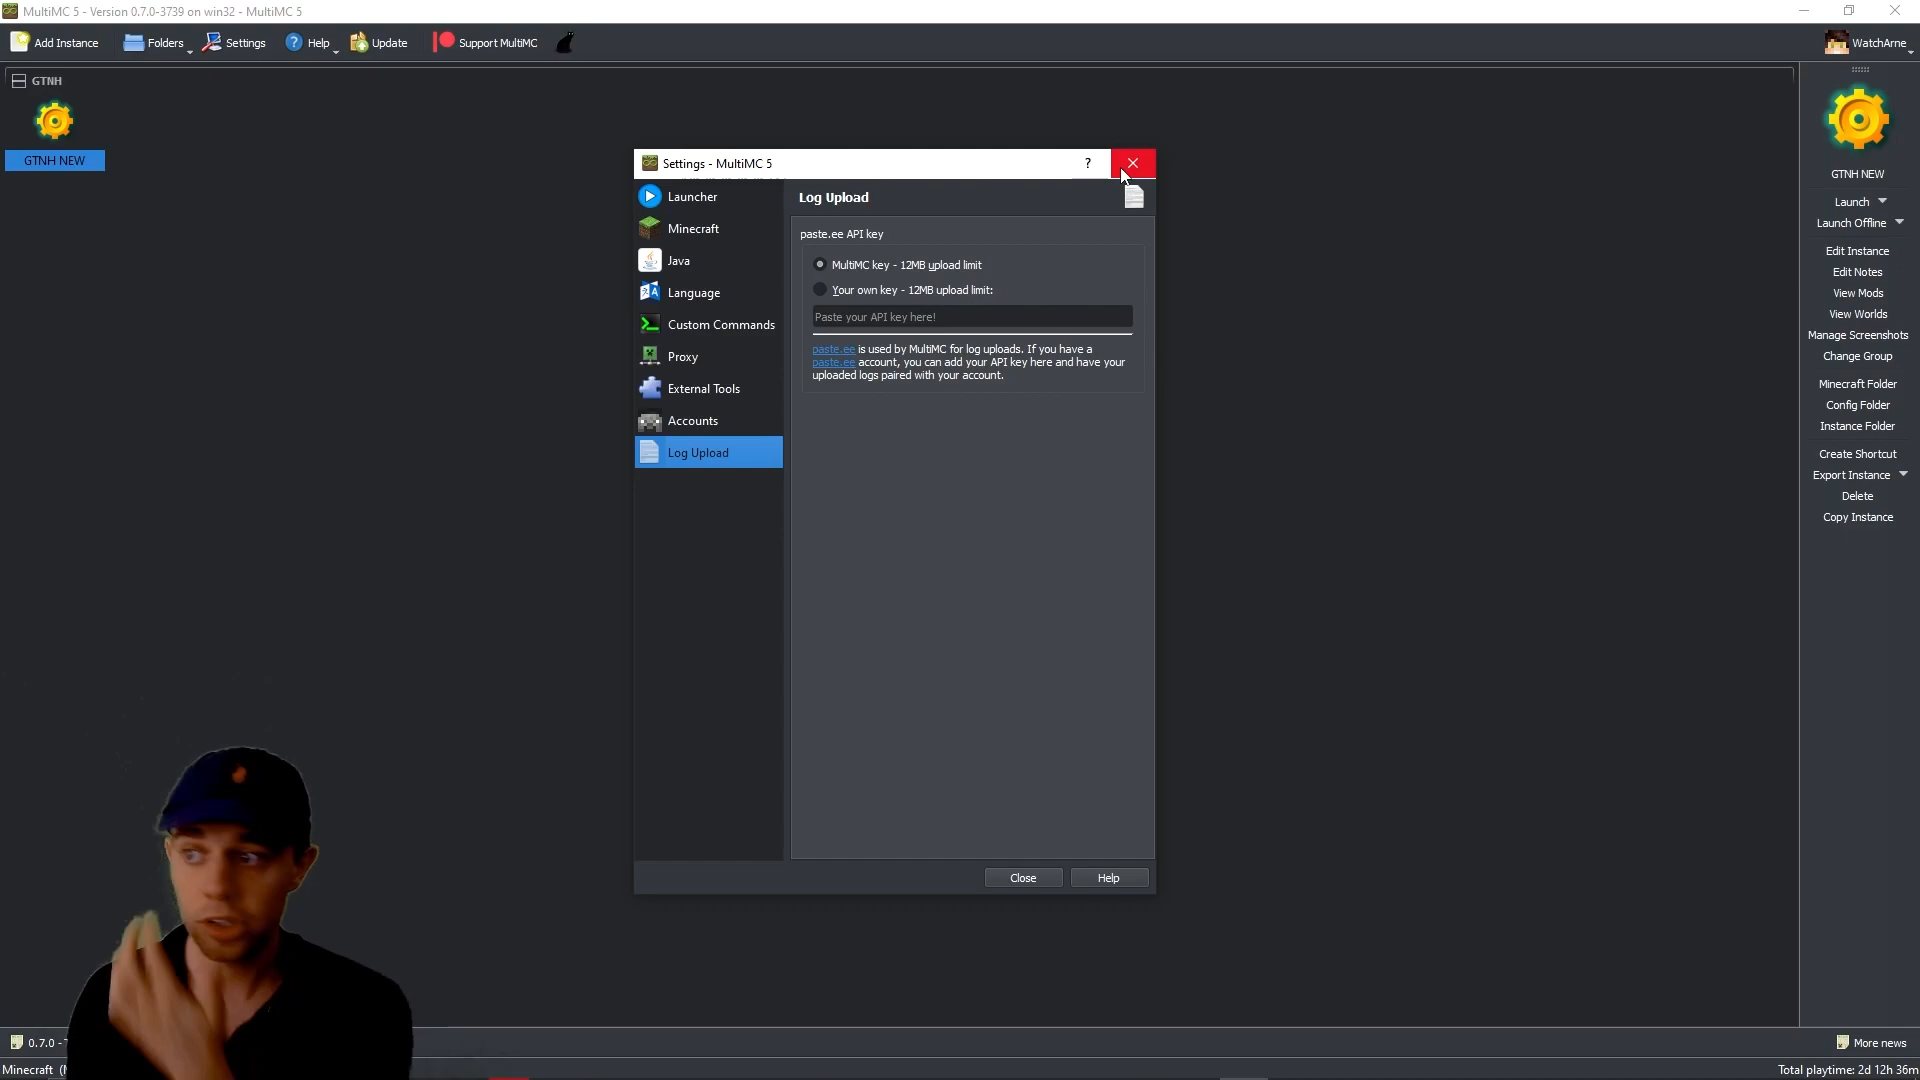 MultiMC 5 - Version 0.7.0-3739 on win32 - MultiMC 5
Add Instance
Folders
Settings
Help
Update
Support MultiMC
WatchArne
GTNH
GTNH NEW
Settings - MultiMC 5
?
Launcher
Minecraft
Java
Language
Custom Commands
Proxy
External Tools
Accounts
Log Upload
Log Upload
paste.ee API key
MultiMC key - 12MB upload limit
Your own key - 12MB upload limit:
Paste your API key here!
paste.ee is used by MultiMC for log uploads. If you have a
paste.ee account, you can add your API key here and have your
uploaded logs paired with your account.
Close
Help
GTNH NEW
Launch
Launch Offline
Edit Instance
Edit Notes
View Mods
View Worlds
Manage Screenshots
Change Group
Minecraft Folder
Config Folder
Instance Folder
Create Shortcut
Export Instance
Delete
Copy Instance
0.7.0 -
More news
Minecraft
Total playtime: 2d 12h 36m